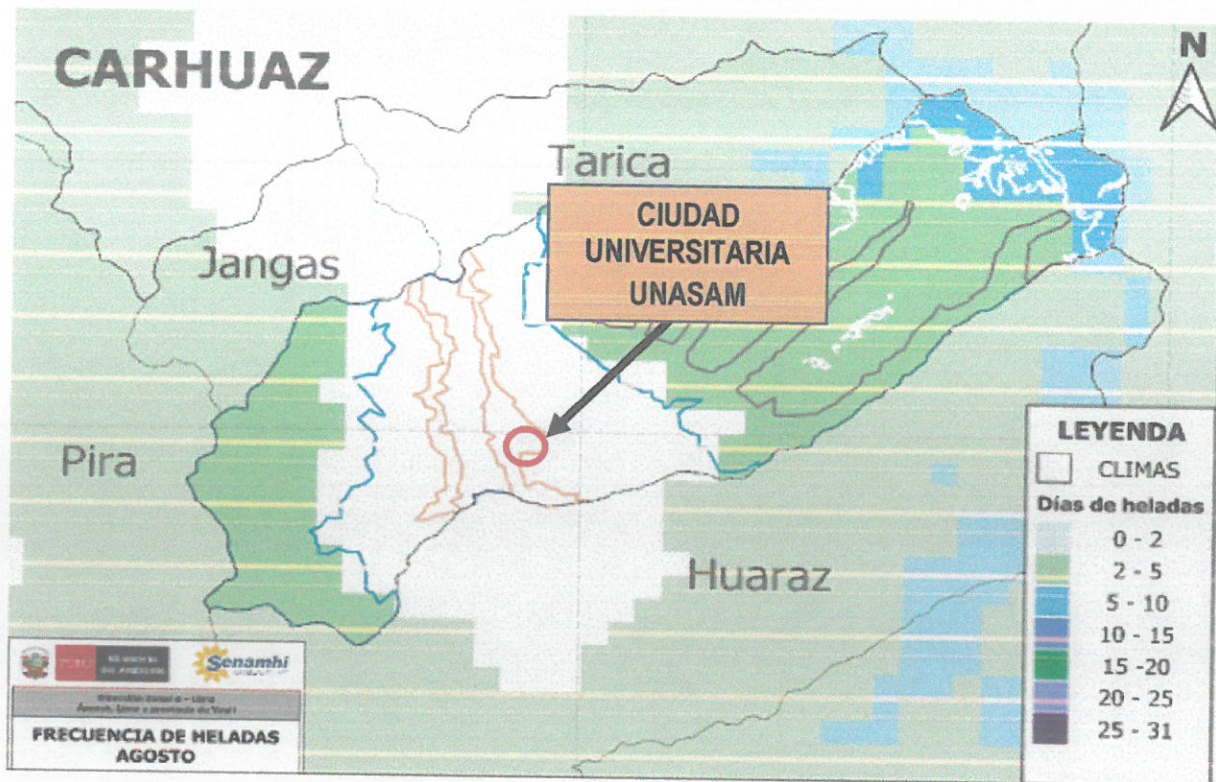 CARHUAZ
N
Tarica
CIUDAD
UNIVERSITARIA
UNASAM
Jangas
Pira
Huaraz
LEYENDA
CLIMAS
Días de heladas
0 - 2
2 - 5
5 - 10
10 - 15
15 -20
20 - 25
25 - 31
PERÚ
Senamhi
FRECUENCIA DE HELADAS
AGOSTO